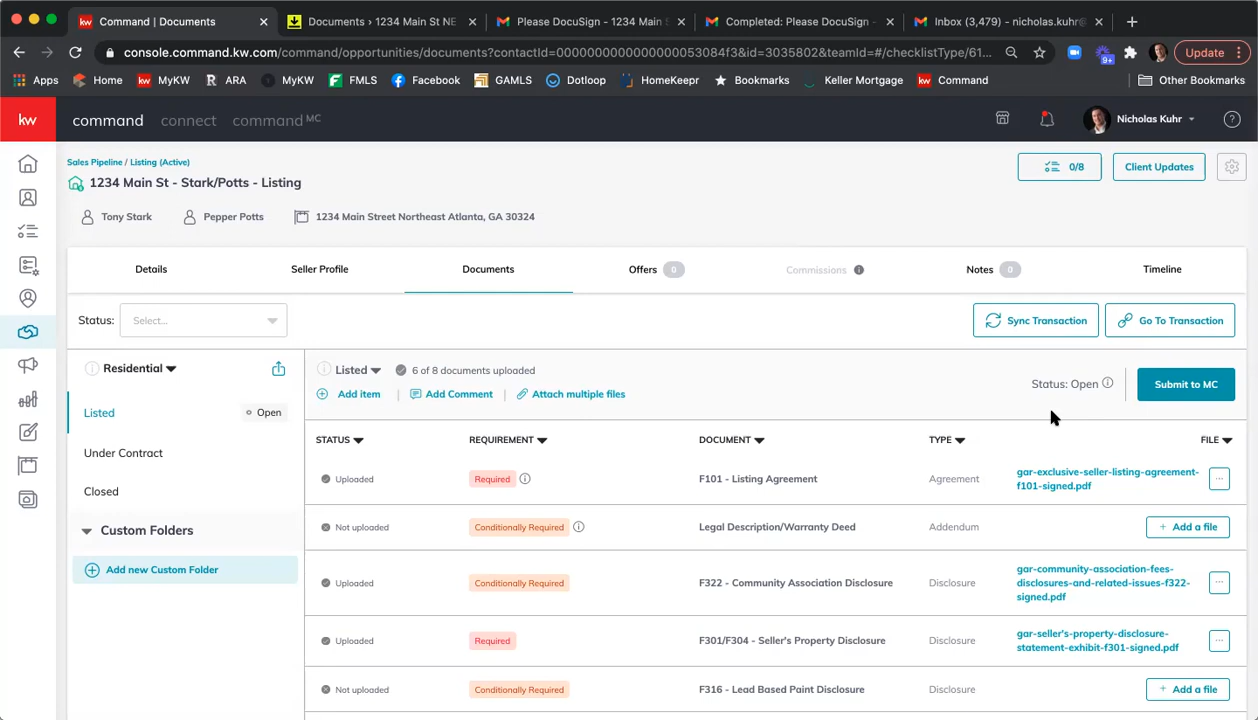 Command | Documents
Documents › 1234 Main St NE
Please DocuSign - 1234 Main S
Completed: Please DocuSign -
Inbox (3,479) - nicholas.kuhr@
console.command.kw.com/command/opportunities/documents?contactId=0000000000000000053084f3&id=3035802&teamId=#/checklistType/61...
9+
Update
Apps
Home
kw MyKW
R ARA
MyKW
FMLS
Facebook
GAMLS
Dotloop
HomeKeepr
Bookmarks
Keller Mortgage
kw Command
Other Bookmarks
kw
command
connect
command MC
Nicholas Kuhr
Sales Pipeline / Listing (Active)
1234 Main St - Stark/Potts - Listing
0/8
Client Updates
Tony Stark
Pepper Potts
1234 Main Street Northeast Atlanta, GA 30324
Details
Seller Profile
Documents
Offers 0
Commissions
Notes 0
Timeline
Status:
Select...
Sync Transaction
Go To Transaction
Residential
Listed
Open
Under Contract
Closed
Custom Folders
Add new Custom Folder
Listed
6 of 8 documents uploaded
Add item | Add Comment | Attach multiple files
Status: Open
Submit to MC
STATUS REQUIREMENT DOCUMENT TYPE FILE
Uploaded Required F101 - Listing Agreement Agreement gar-exclusive-seller-listing-agreement-
f101-signed.pdf
Not uploaded Conditionally Required Legal Description/Warranty Deed Addendum + Add a file
Uploaded Conditionally Required F322 - Community Association Disclosure Disclosure gar-community-association-fees-
disclosures-and-related-issues-f322-
signed.pdf
Uploaded Required F301/F304 - Seller's Property Disclosure Disclosure gar-seller's-property-disclosure-
statement-exhibit-f301-signed.pdf
Not uploaded Conditionally Required F316 - Lead Based Paint Disclosure Disclosure + Add a file